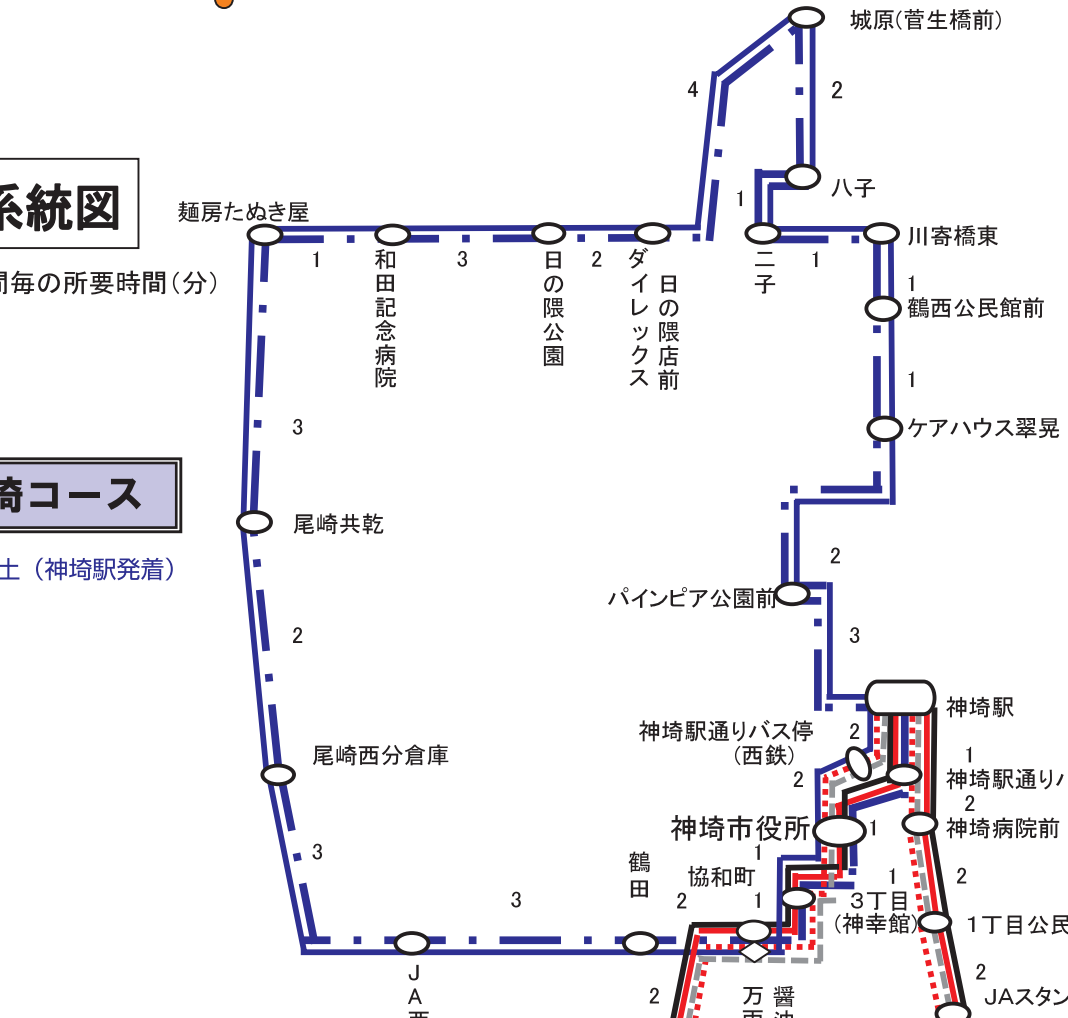 城原(菅生橋前)
4
2
系統図
八子
1
麺房たぬき屋
川寄橋東
1
和田記念病院
3
日の隈公園
2
ダイレックス
日の隈店前
二子
1
間毎の所要時間(分)
1
鶴西公民館前
1
3
ケアハウス翠晃
埼コース
尾崎共乾
土（神埼駅発着）
2
パインピア公園前
2
3
神埼駅
神埼駅通りバス停
(西鉄)
2
1
尾崎西分倉庫
2
神埼駅通り
2
神埼市役所
1
神埼病院前
3
1
鶴田
協和町
1
2
3
2
1
3丁目
(神幸館)
1丁目公民
2
2
JAスタン
JA西
万
醤油